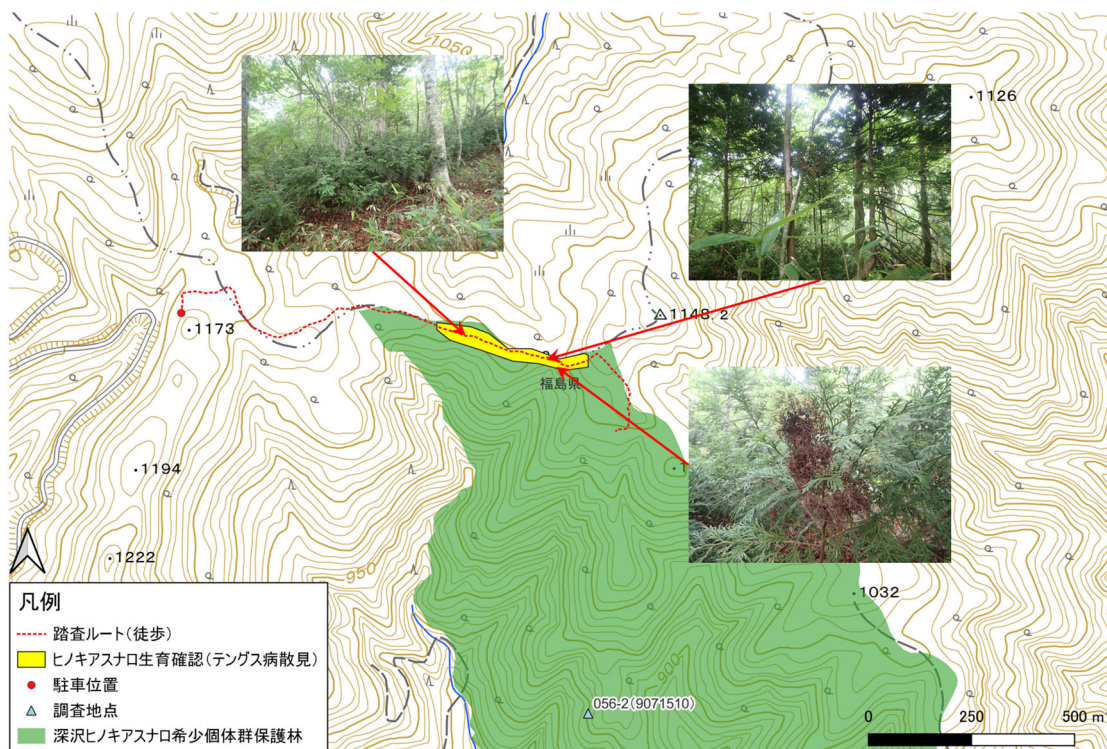 1050
1126
1173
1148.2
福島県
1194
1222
950
1032
900
056-2(9071510)
凡例
踏査ルート(徒歩)
ヒノキアスナロ生育確認(テングス病散見)
駐車位置
調査地点
深沢ヒノキアスナロ希少個体群保護林
0 250 500 m